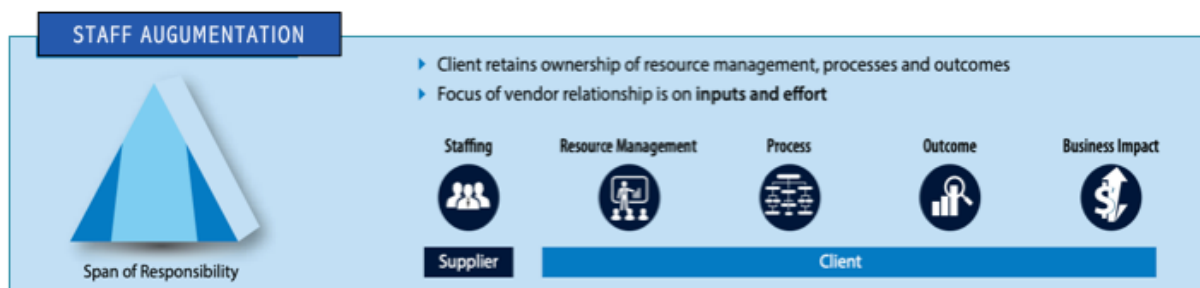 STAFF AUGUMENTATION
Client retains ownership of resource management, processes and outcomes
Focus of vendor relationship is on inputs and effort
Staffing Resource Management Process Outcome Business Impact
Supplier Client
Span of Responsibility